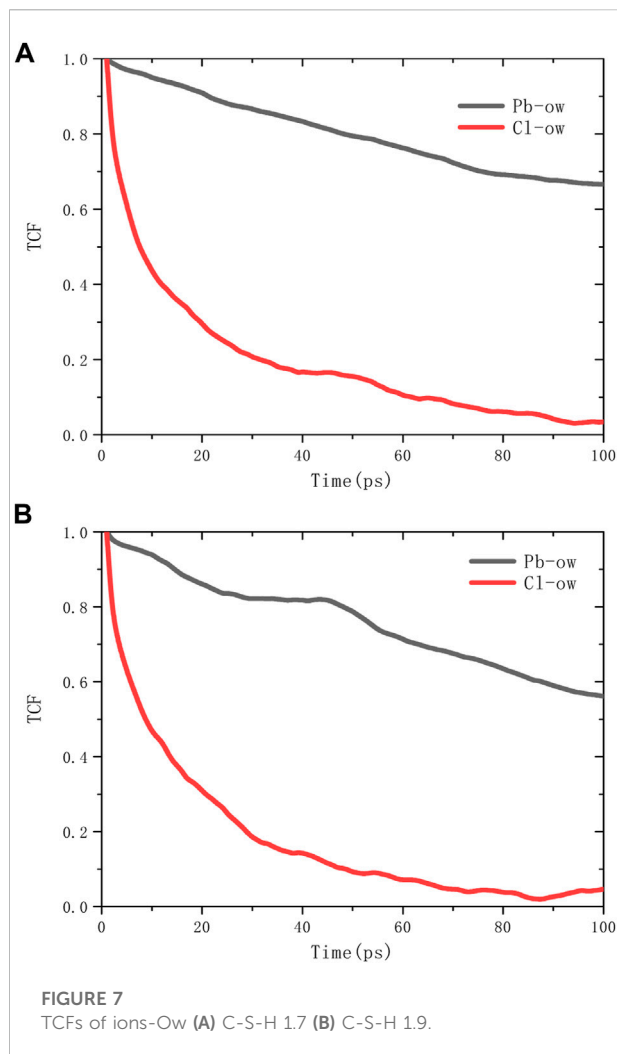 A
1.0
Pb-ow
Cl-ow
0.8
0.6
TCF
0.4
0.2
0.0
0 20 40 60 80 100
Time(ps)
B
1.0
Pb-ow
Cl-ow
0.8
0.6
TCF
0.4
0.2
0.0
0 20 40 60 80 100
Time(ps)
FIGURE 7
TCFs of ions-Ow (A) C-S-H 1.7 (B) C-S-H 1.9.